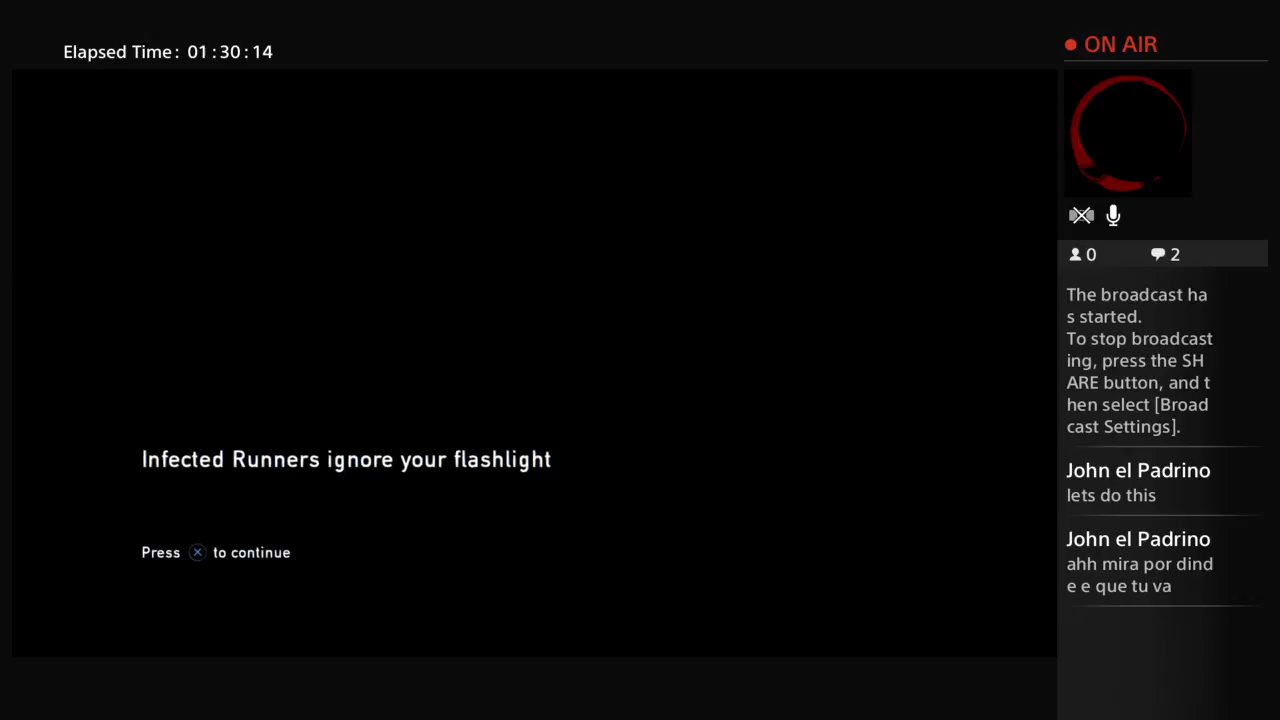 Elapsed Time: 01:30:14
ON AIR
0 2
The broadcast ha
s started.
To stop broadcast
ing, press the SH
ARE button, and t
hen select [Broad
cast Settings].
John el Padrino
lets do this
John el Padrino
ahh mira por dind
e e que tu va
Infected Runners ignore your flashlight
Press to continue